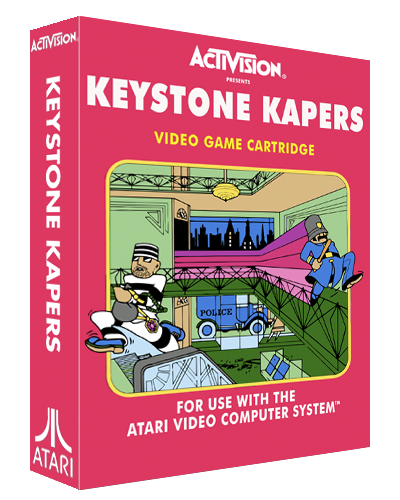 ACTIVISION®
KEYSTONE KAPERS
ATARI
ACTIVISION®
PRESENTS
KEYSTONE KAPERS
VIDEO GAME CARTRIDGE
POLICE
FOR USE WITH THE
ATARI VIDEO COMPUTER SYSTEM™